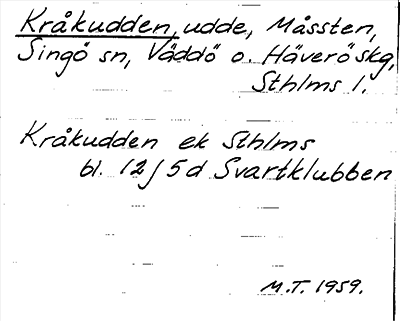 Kråkudden, udde, Måssten,
Singö sn, Väddö o. Häverö skg,
Sthlms l.
Kråkudden ek Sthlms
bl. 12 J 5 d Svartklubben
M.T. 1959.